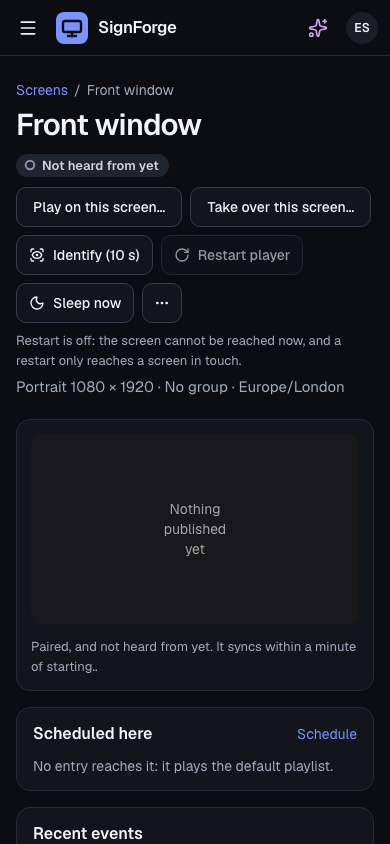 SignForge
ES
Screens / Front window
Front window
Not heard from yet
Play on this screen...
Take over this screen...
Identify (10 s)
Restart player
Sleep now
...
Restart is off: the screen cannot be reached now, and a
restart only reaches a screen in touch.
Portrait 1080 × 1920 · No group · Europe/London
Nothing
published
yet
Paired, and not heard from yet. It syncs within a minute
of starting..
Scheduled here
Schedule
No entry reaches it: it plays the default playlist.
Recent events